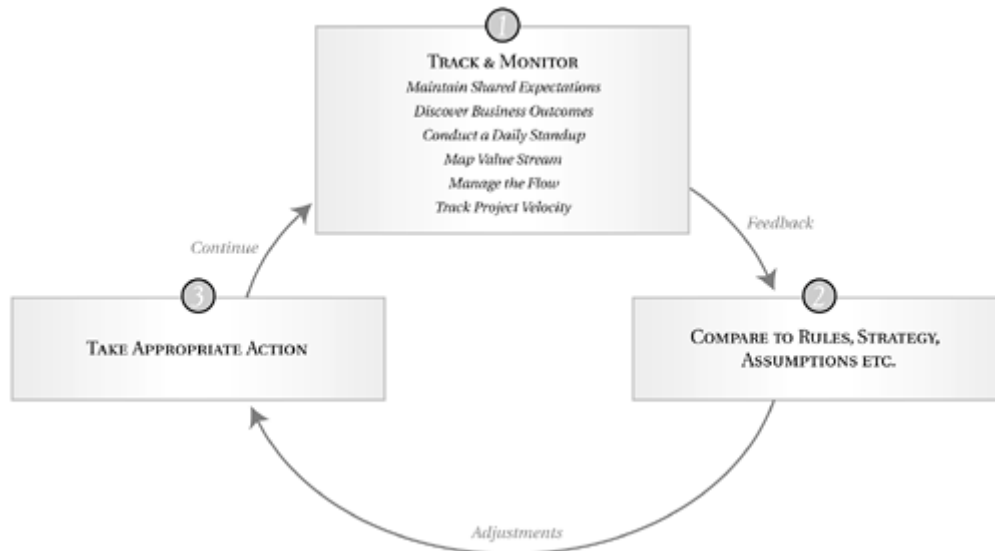 1
TRACK & MONITOR
Maintain Shared Expectations
Discover Business Outcomes
Conduct a Daily Standup
Map Value Stream
Manage the Flow
Track Project Velocity
Continue
Feedback
3
TAKE APPROPRIATE ACTION
2
COMPARE TO RULES, STRATEGY,
ASSUMPTIONS ETC.
Adjustments